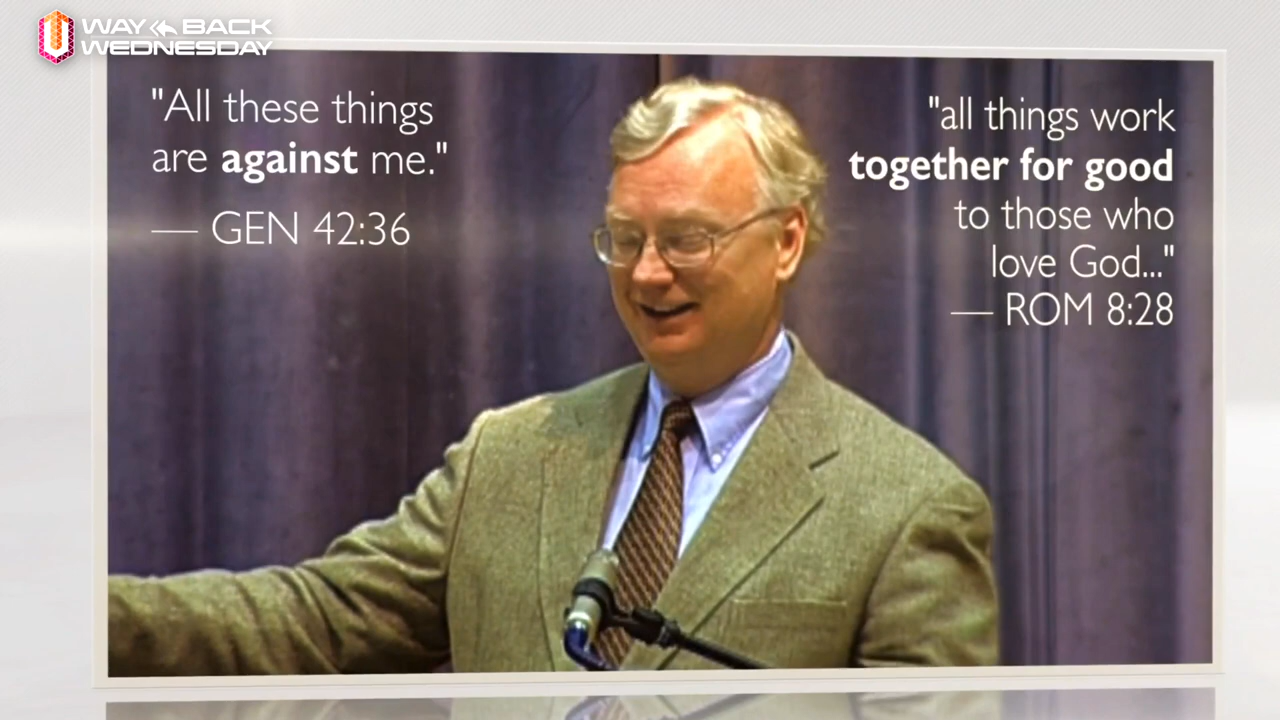 WAY BACK
WEDNESDAY
"All these things
are against me."
— GEN 42:36
"all things work
together for good
to those who
love God..."
— ROM 8:28